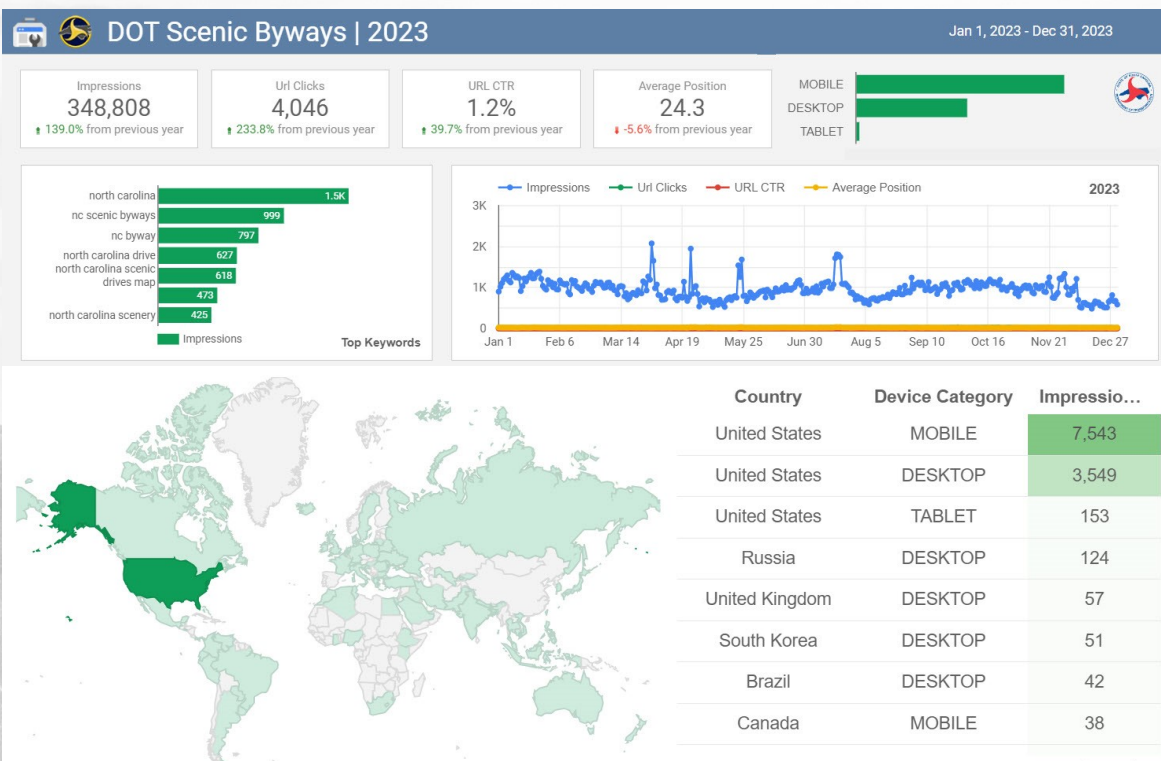 DOT Scenic Byways | 2023
Jan 1, 2023 - Dec 31, 2023
Impressions
348,808
139.0% from previous year
Url Clicks
4,046
233.8% from previous year
URL CTR
1.2%
39.7% from previous year
Average Position
24.3
-5.6% from previous year
MOBILE
DESKTOP
TABLET
north carolina 1.5K
nc scenic byways 999
nc byway 797
north carolina drive 627
north carolina scenic
drives map 618
473
north carolina scenery 425
Impressions
Top Keywords
Impressions Url Clicks URL CTR Average Position
2023
3K
2K
1K
0
Jan 1 Feb 6 Mar 14 Apr 19 May 25 Jun 30 Aug 5 Sep 10 Oct 16 Nov 21 Dec 27
Country Device Category Impressio...
United States MOBILE 7,543
United States DESKTOP 3,549
United States TABLET 153
Russia DESKTOP 124
United Kingdom DESKTOP 57
South Korea DESKTOP 51
Brazil DESKTOP 42
Canada MOBILE 38